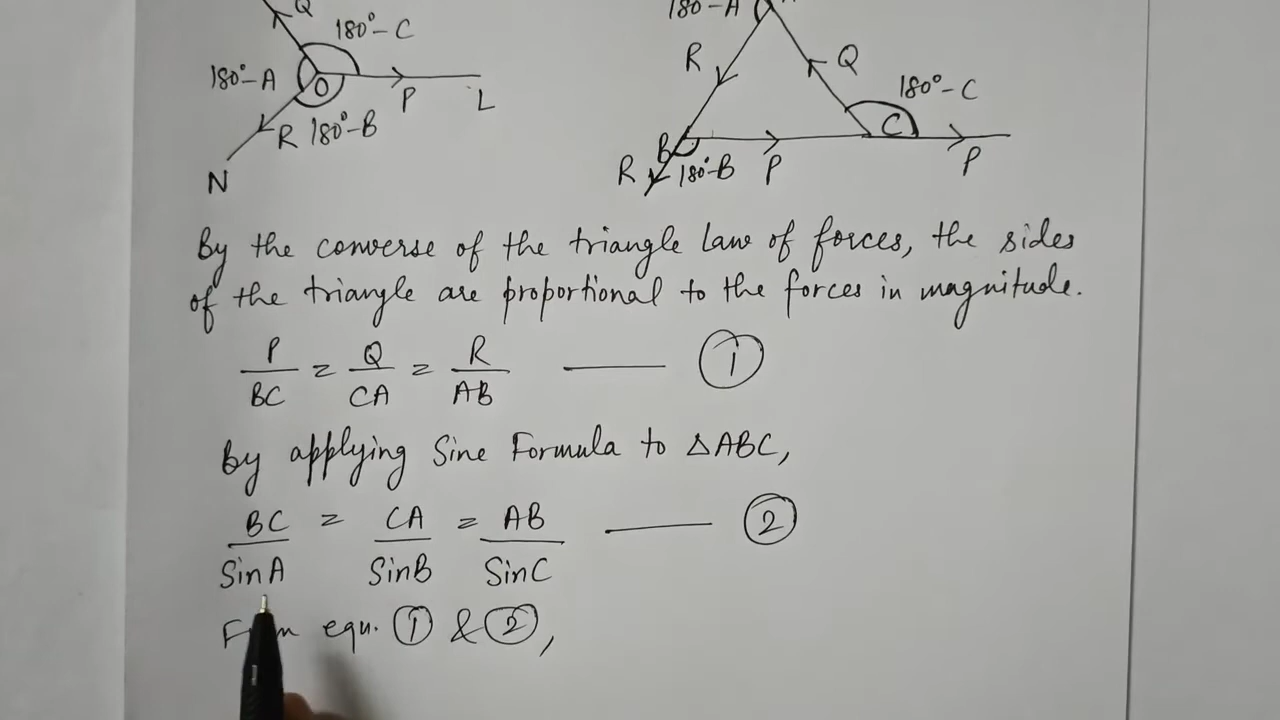 Q
180°-C
180°-A
O
P
L
R
180°-B
N
180-A
R
Q
180°-C
C
B
R
180°-B
P
P
By the converse of the triangle law of forces, the sides
of the triangle are proportional to the forces in magnitude.
P/BC = Q/CA = R/AB —— 1
By applying Sine Formula to △ABC,
BC/SinA = CA/SinB = AB/SinC —— 2
From equ. 1 & 2,